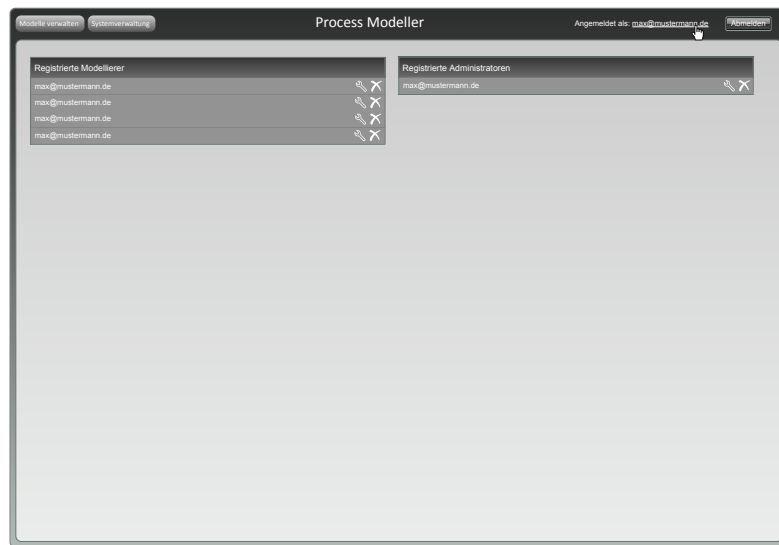 Modelle verwalten
Systemverwaltung
Process Modeller
Angemeldet als: max@mustermann.de
Abmelden
Registrierte Modellierer
max@mustermann.de
max@mustermann.de
max@mustermann.de
max@mustermann.de
Registrierte Administratoren
max@mustermann.de